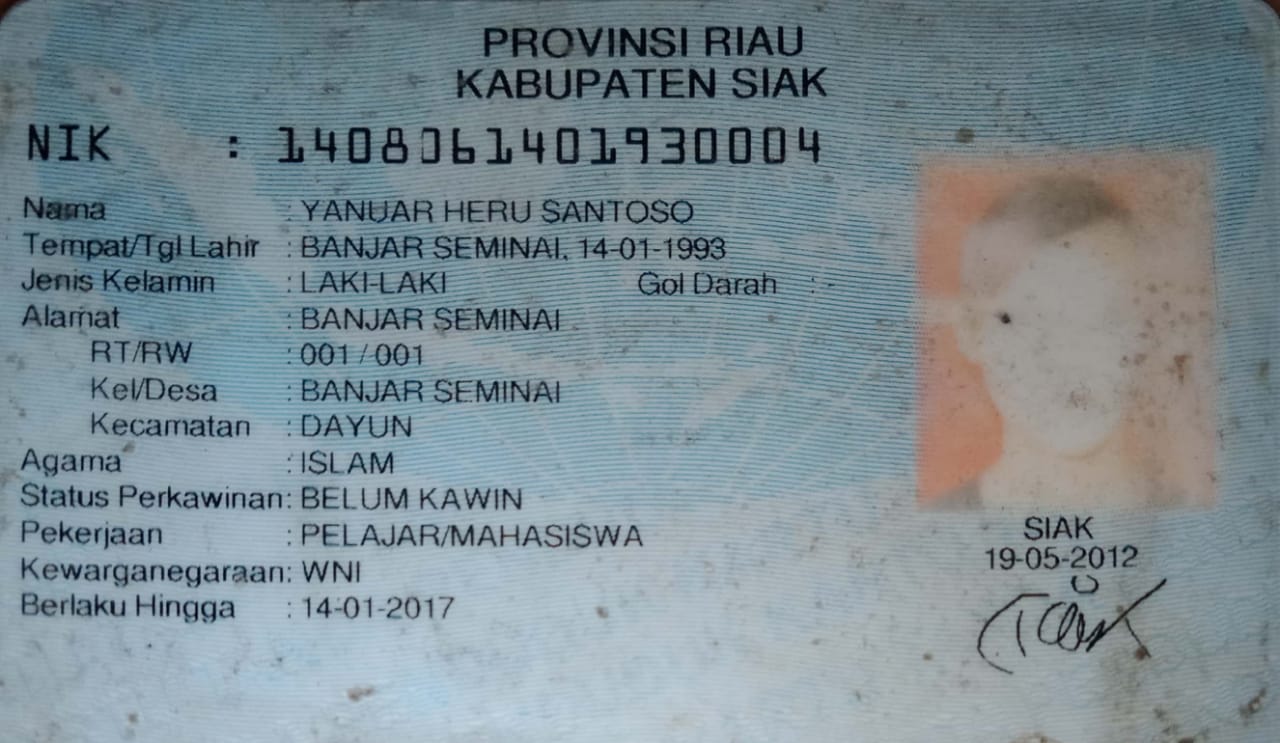 PROVINSI RIAU
KABUPATEN SIAK
NIK : 1408061401930004
Nama : YANUAR HERU SANTOSO
Tempat/Tgl Lahir : BANJAR SEMINAI, 14-01-1993
Jenis Kelamin : LAKI-LAKI Gol Darah : -
Alamat : BANJAR SEMINAI
RT/RW : 001 / 001
Kel/Desa : BANJAR SEMINAI
Kecamatan : DAYUN
Agama : ISLAM
Status Perkawinan: BELUM KAWIN
Pekerjaan : PELAJAR/MAHASISWA
Kewarganegaraan: WNI
Berlaku Hingga : 14-01-2017
SIAK
19-05-2012